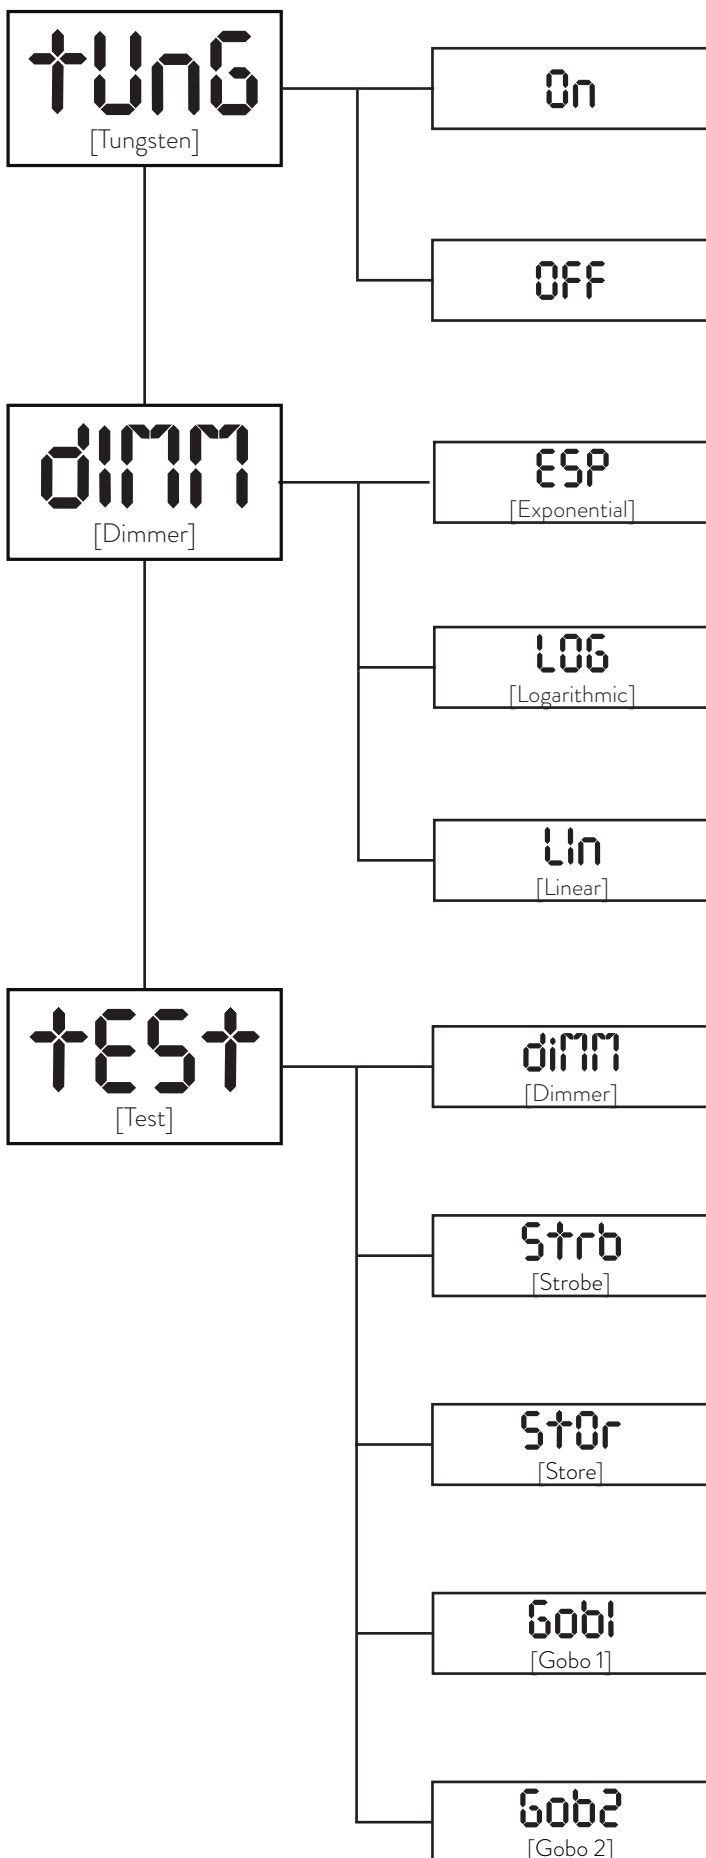 tUnG
[Tungsten]
On
OFF
dIMM
[Dimmer]
ESP
[Exponential]
LOG
[Logarithmic]
LIn
[Linear]
tESt
[Test]
diMM
[Dimmer]
Strb
[Strobe]
StOr
[Store]
Gob1
[Gobo 1]
Gob2
[Gobo 2]